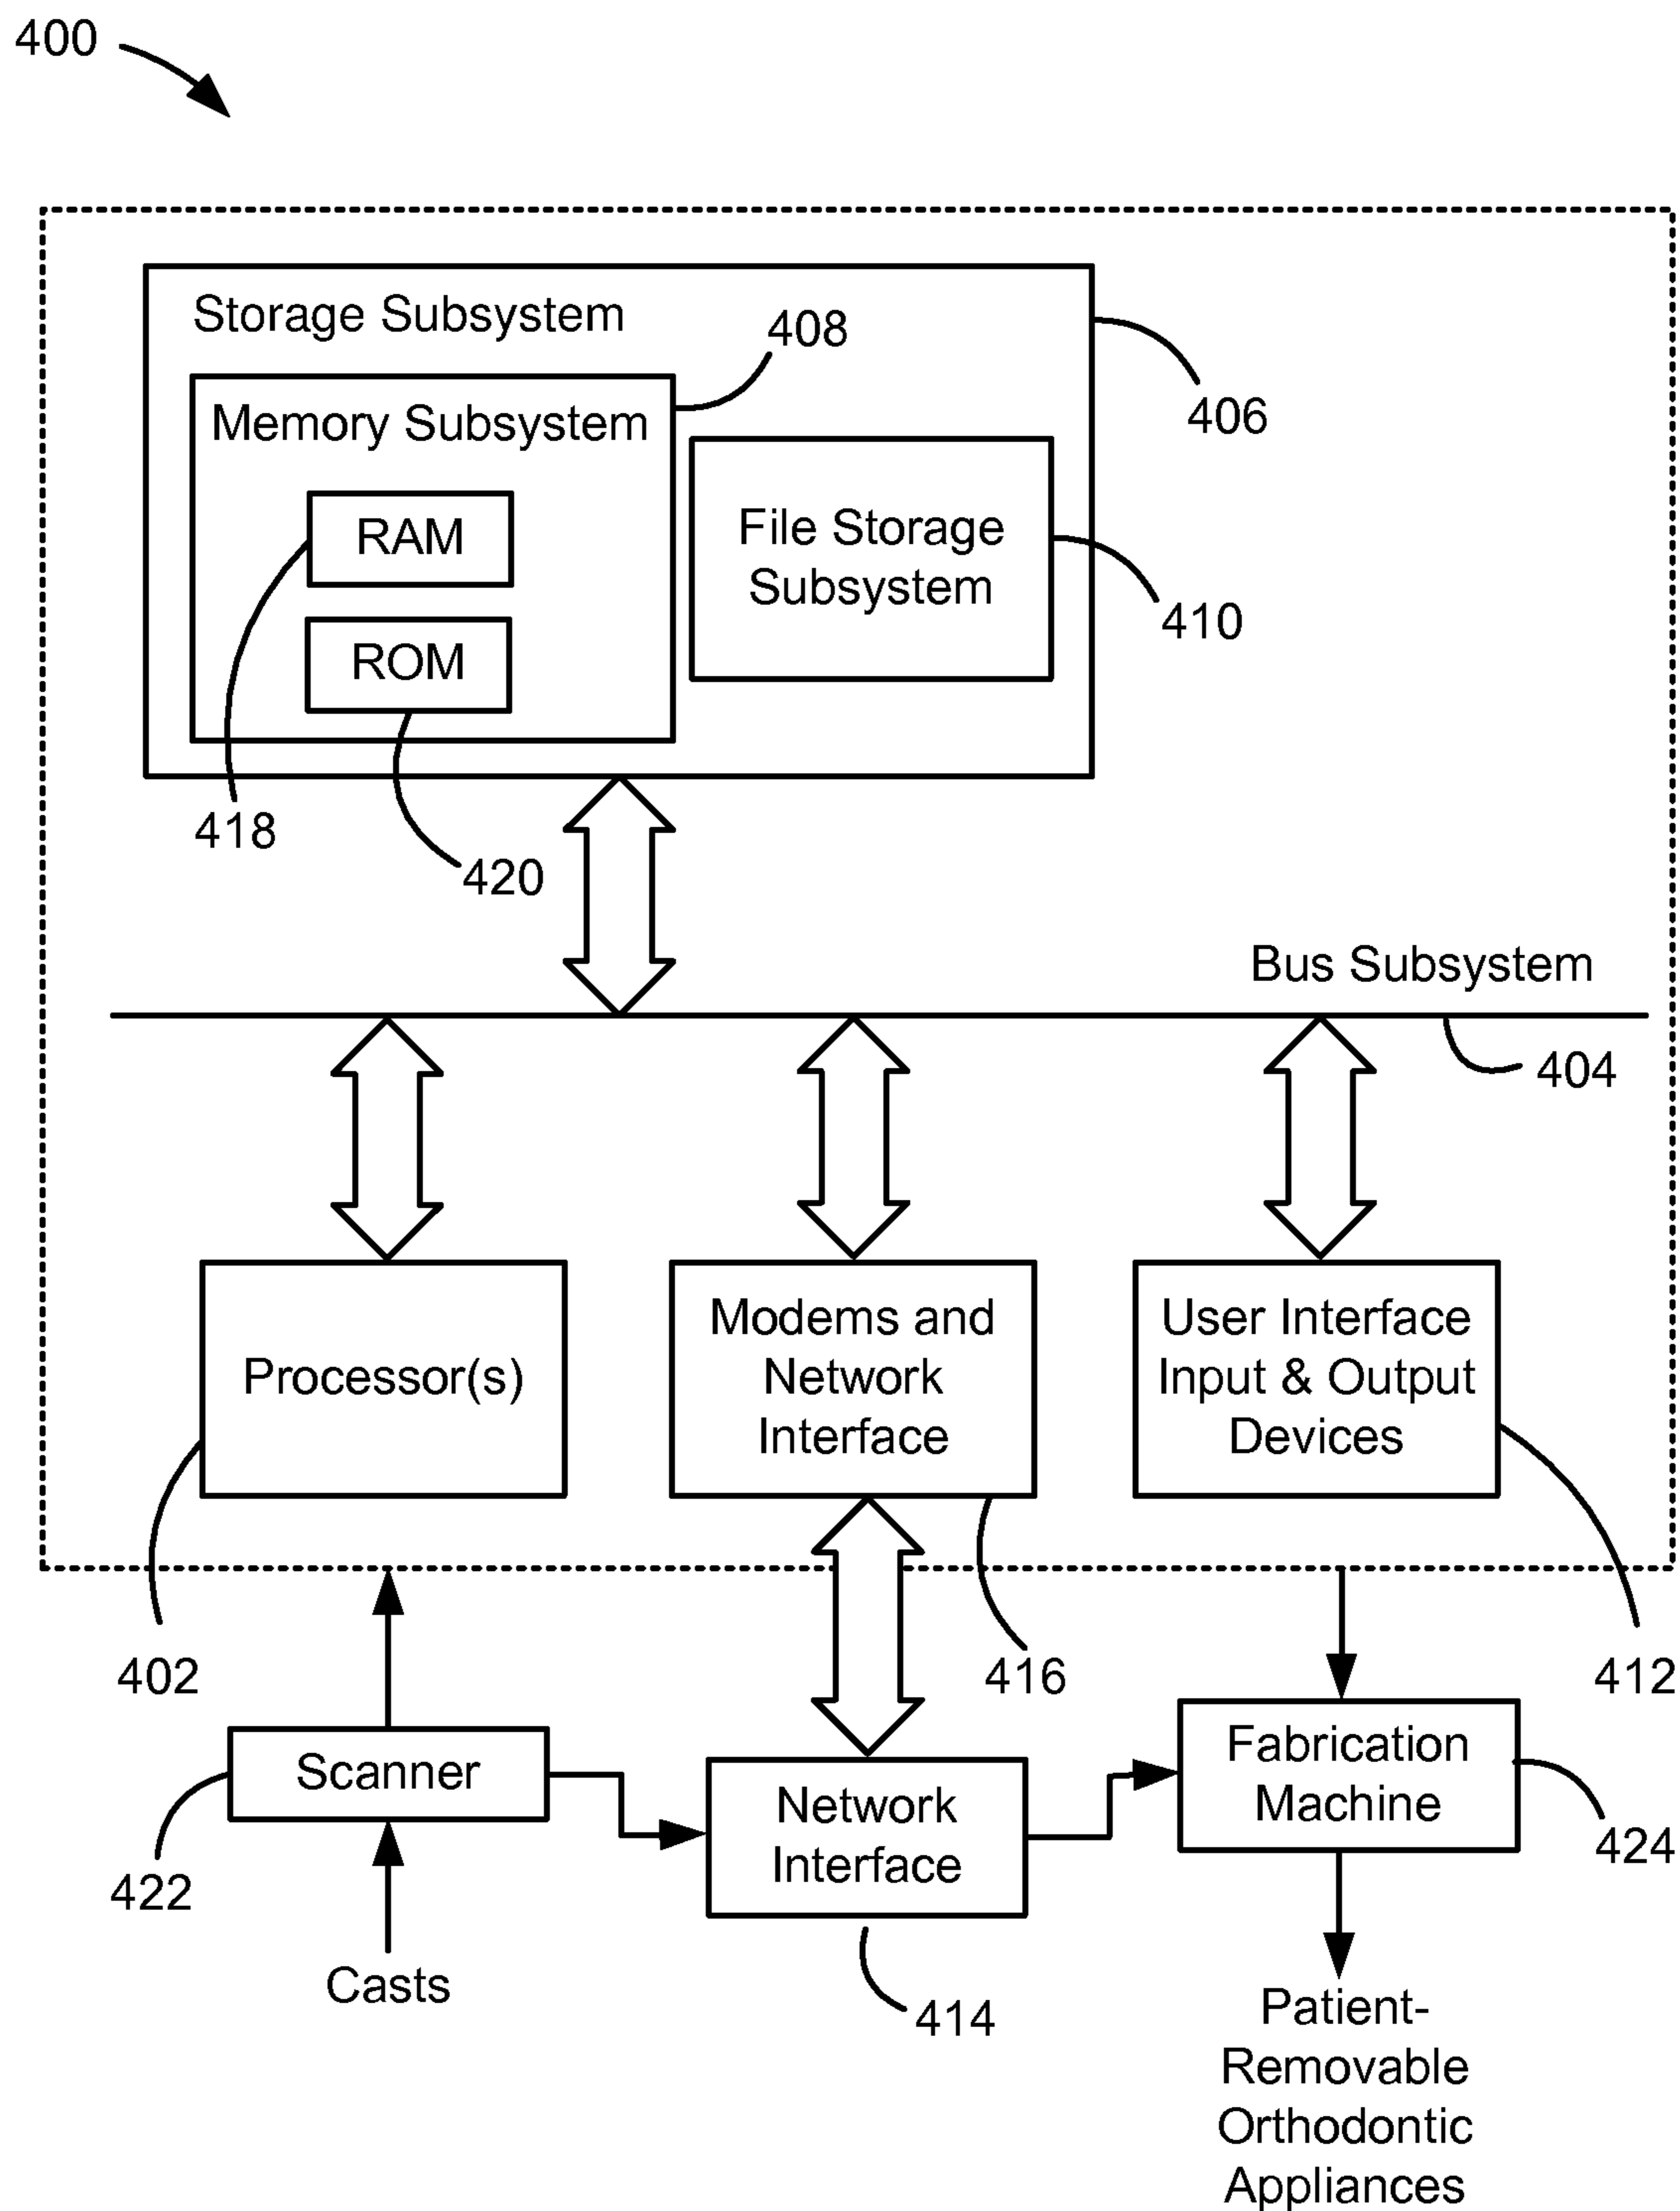 400
Storage Subsystem
408
406
Memory Subsystem
RAM
File Storage
Subsystem
410
ROM
418
420
Bus Subsystem
404
Processor(s)
Modems and
Network
Interface
User Interface
Input & Output
Devices
402
416
412
Scanner
Fabrication
Machine
Network
Interface
422
424
Casts
414
Patient-
Removable
Orthodontic
Appliances